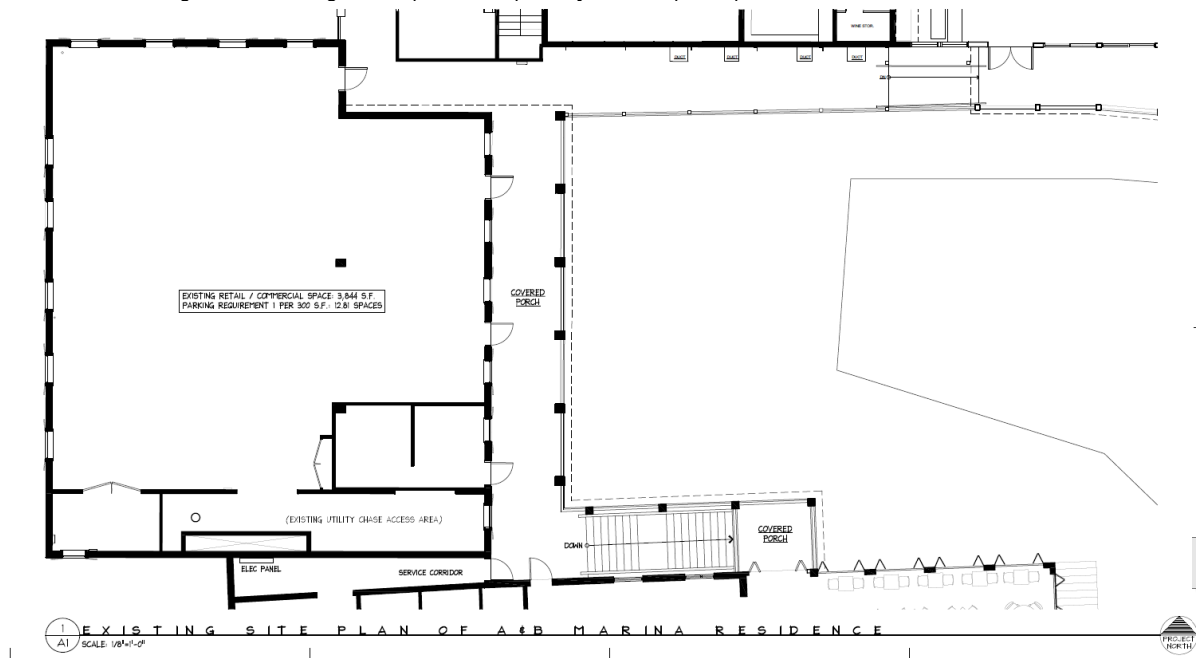 WINE STOR.
DUCT
DUCT
DUCT
DUCT
EXISTING RETAIL / COMMERCIAL SPACE: 3,844 S.F.
PARKING REQUIREMENT 1 PER 300 S.F.: 12.81 SPACES
COVERED
PORCH
(EXISTING UTILITY CHASE ACCESS AREA)
DOWN
COVERED
PORCH
ELEC PANEL
SERVICE CORRIDOR
1
A1
EXISTING SITE PLAN OF A&B MARINA RESIDENCE
SCALE: 1/8"=1'-0"
PROJECT
NORTH